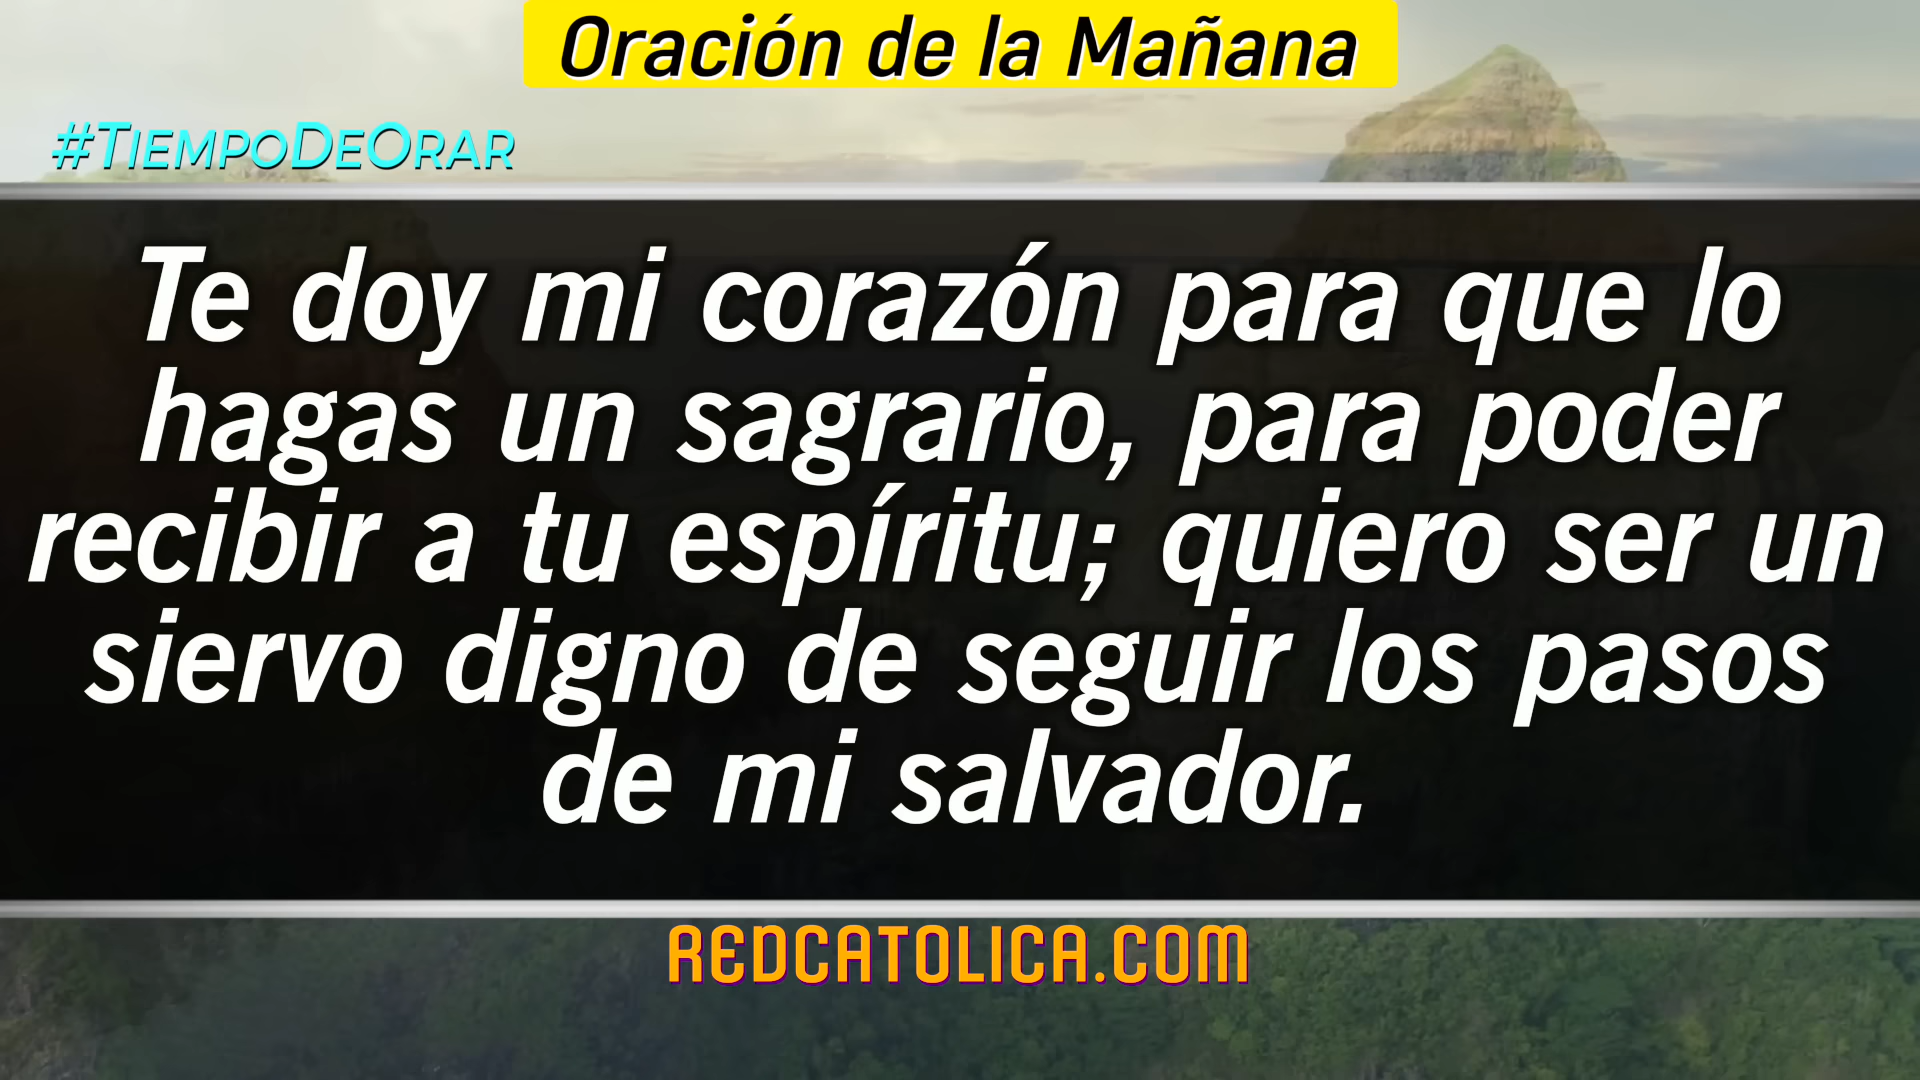 Oración de la Mañana
#TiempoDeOrar
Te doy mi corazón para que lo
hagas un sagrario, para poder
recibir a tu espíritu; quiero ser un
siervo digno de seguir los pasos
de mi salvador.
REDCATOLICA.COM